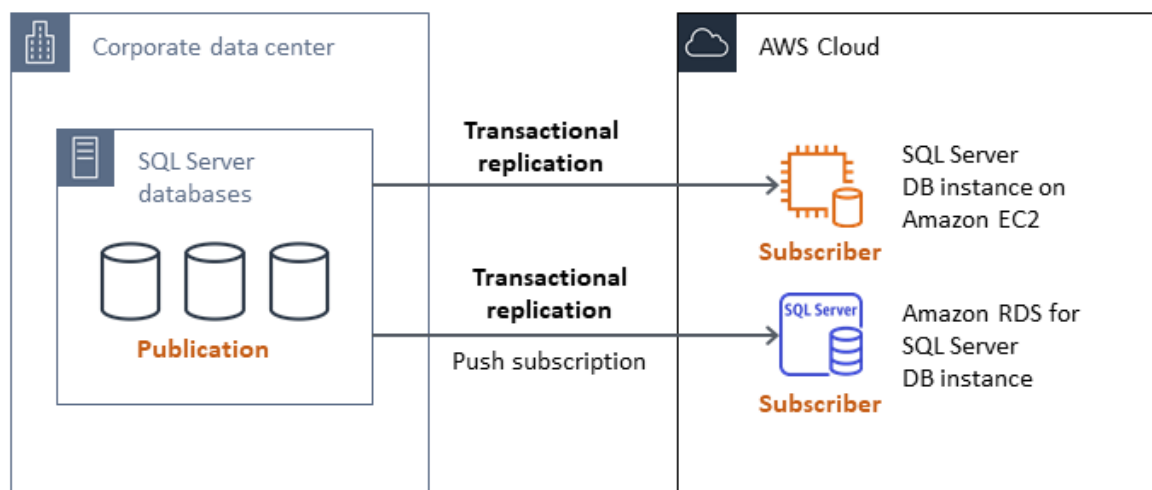 Corporate data center
AWS Cloud
SQL Server
databases
Publication
Transactional
replication
Transactional
replication
Push subscription
SQL Server
DB instance on
Amazon EC2
Subscriber
SQL Server
Amazon RDS for
SQL Server
DB instance
Subscriber